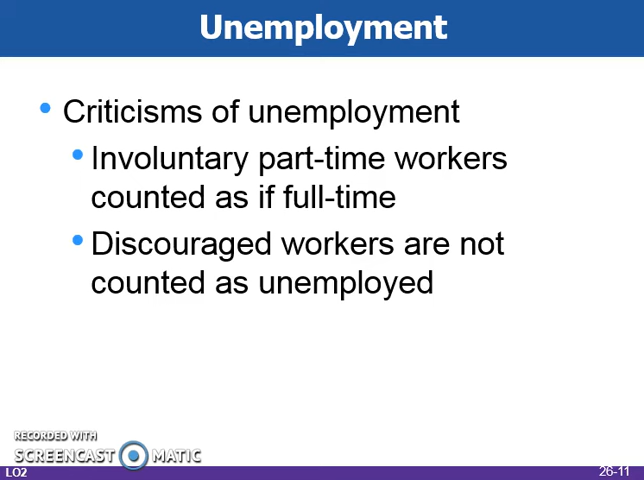 Unemployment
• Criticisms of unemployment
• Involuntary part-time workers
counted as if full-time
• Discouraged workers are not
counted as unemployed
RECORDED WITH
SCREENCAST MATIC
LO2
26-11